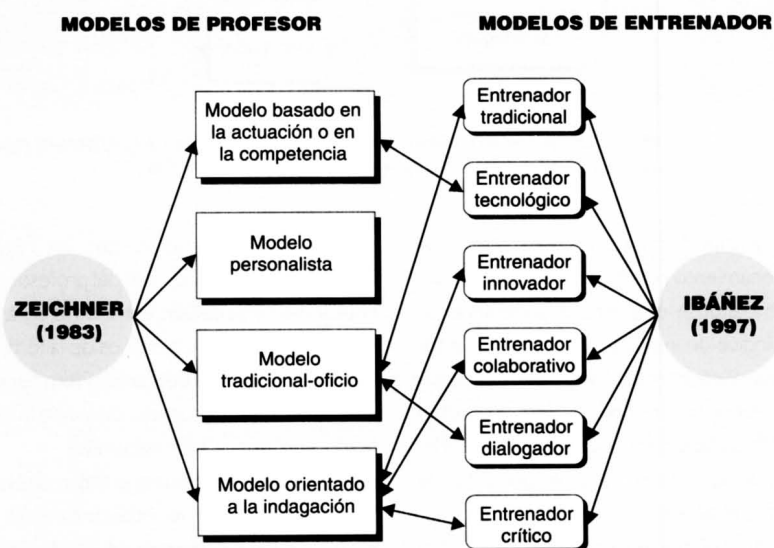 MODELOS DE PROFESOR
MODELOS DE ENTRENADOR
ZEICHNER
(1983)
Modelo basado en
la actuación o en
la competencia
Modelo
personalista
Modelo
tradicional-oficio
Modelo orientado
a la indagación
Entrenador
tradicional
Entrenador
tecnológico
Entrenador
innovador
Entrenador
colaborativo
Entrenador
dialogador
Entrenador
crítico
IBÁÑEZ
(1997)